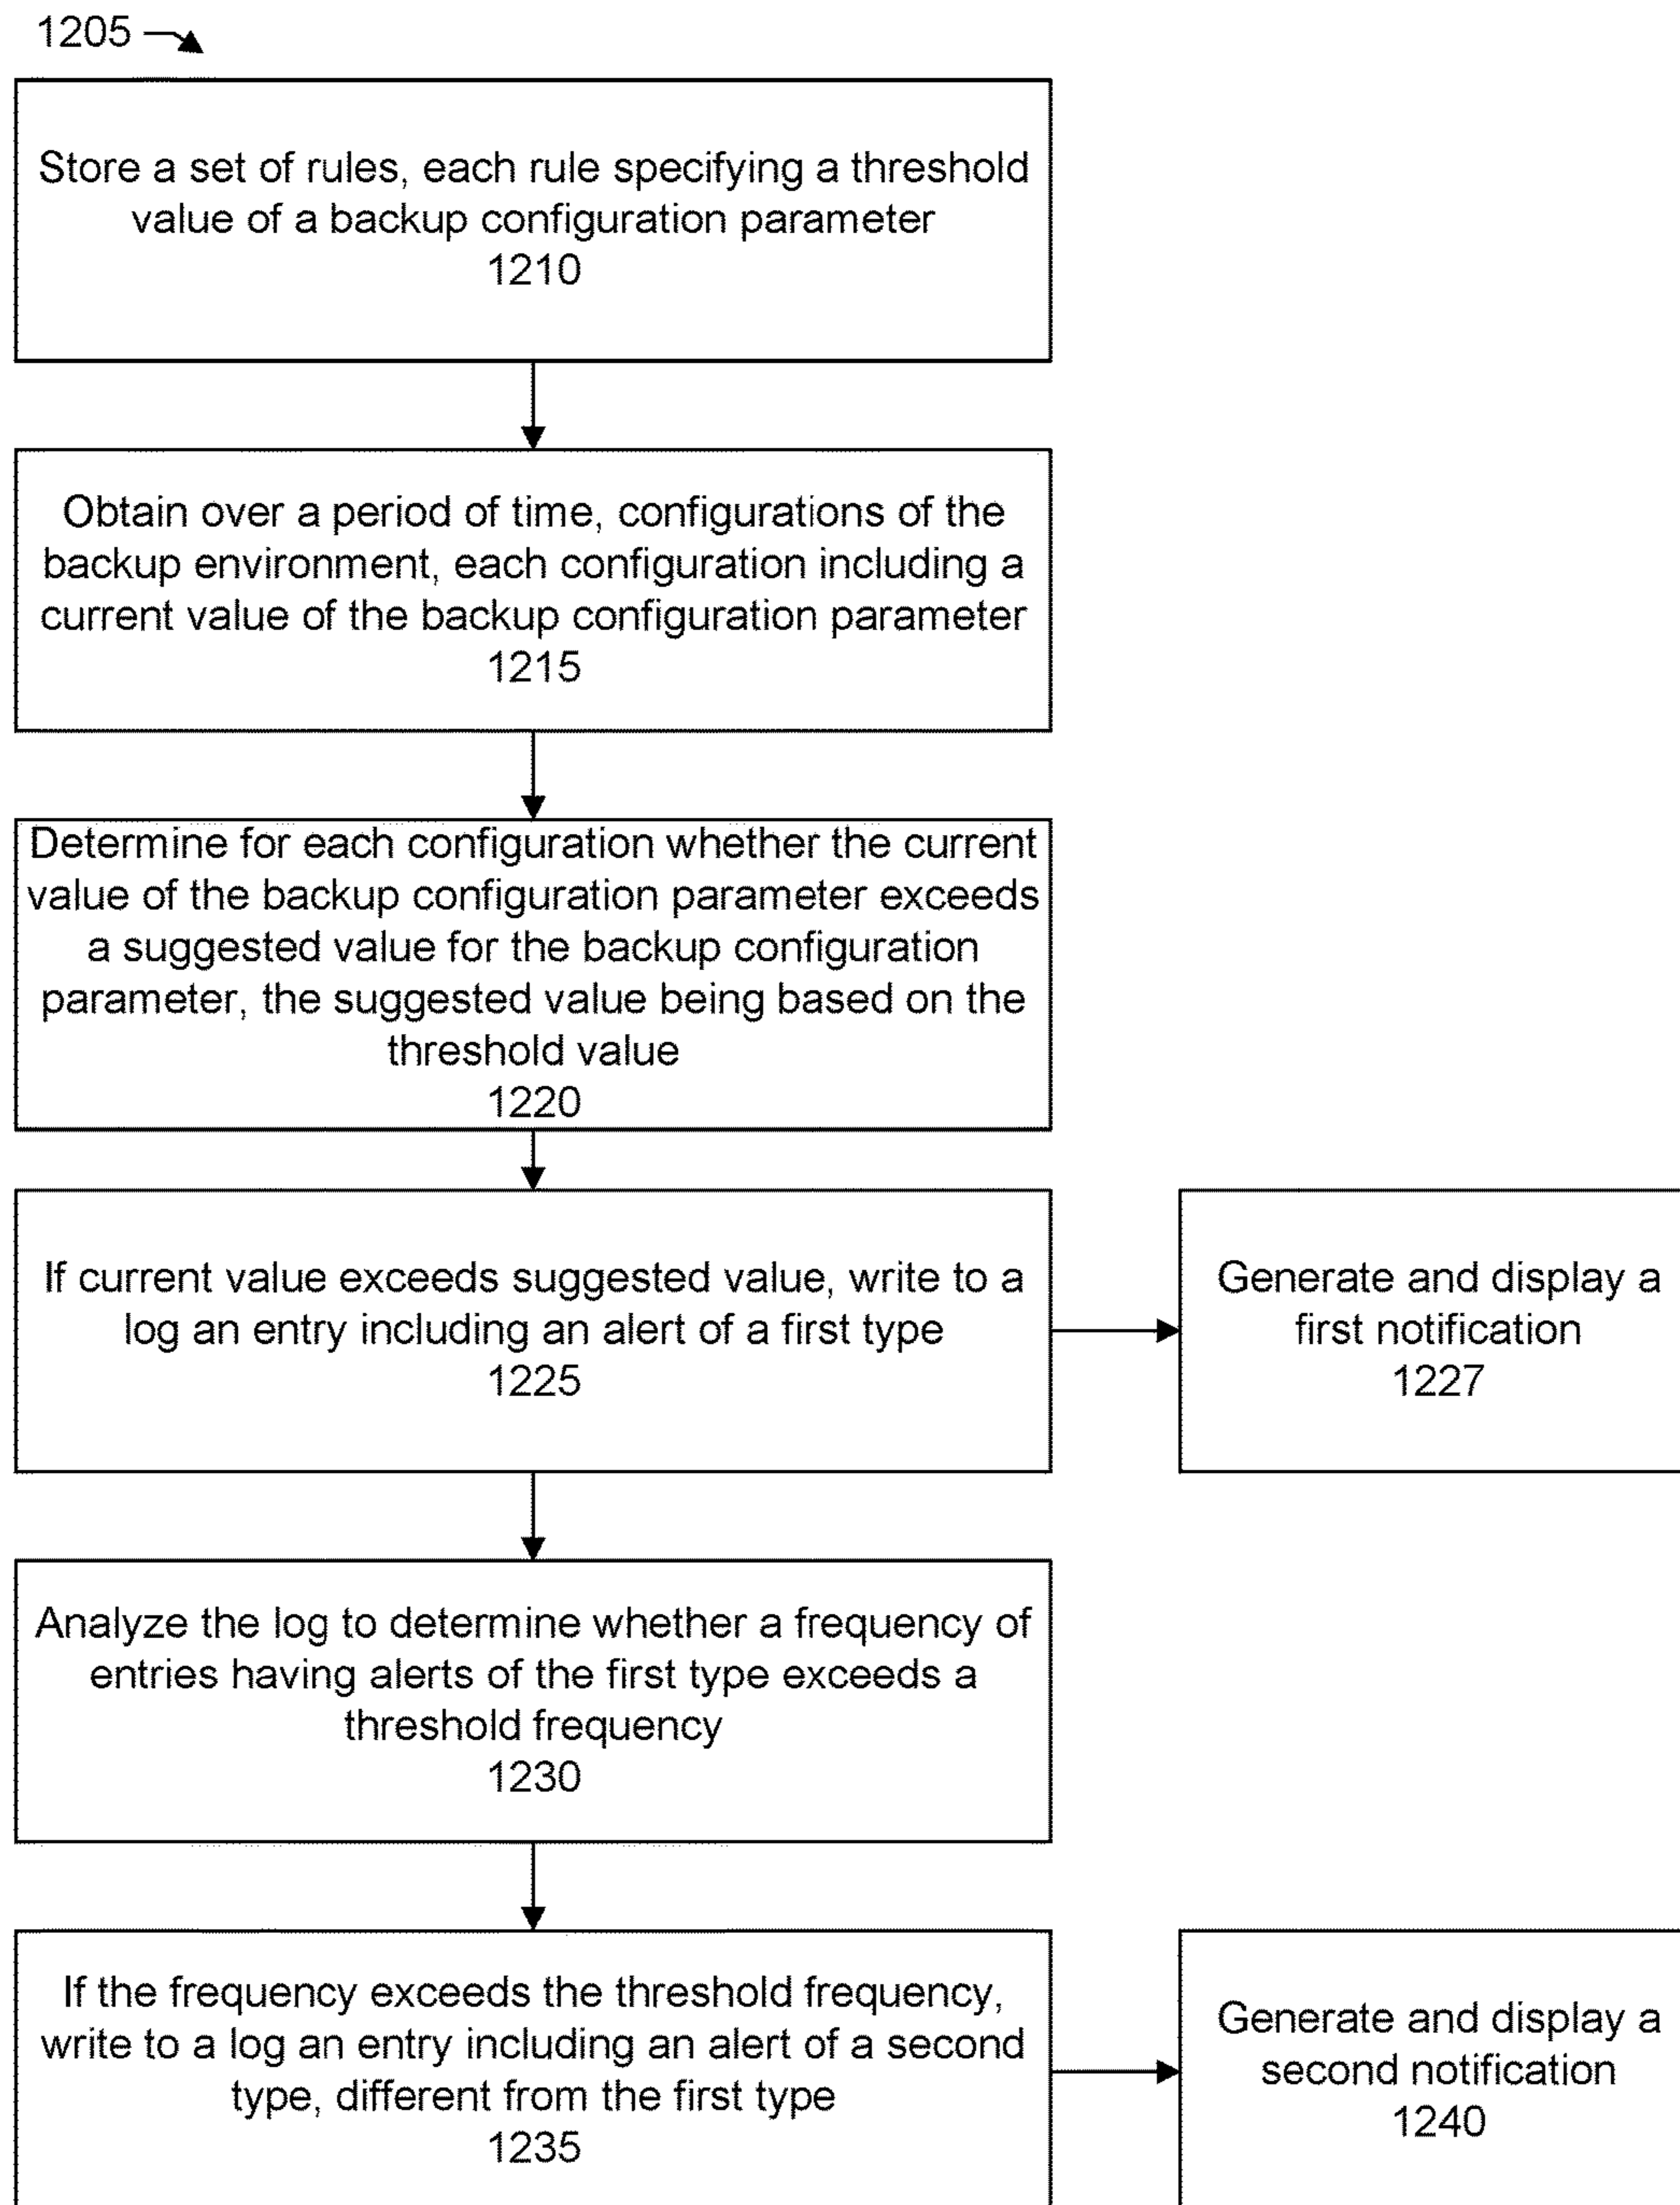 1205
Store a set of rules, each rule specifying a threshold
value of a backup configuration parameter
1210
Obtain over a period of time, configurations of the
backup environment, each configuration including a
current value of the backup configuration parameter
1215
Determine for each configuration whether the current
value of the backup configuration parameter exceeds
a suggested value for the backup configuration
parameter, the suggested value being based on the
threshold value
1220
If current value exceeds suggested value, write to a
log an entry including an alert of a first type
1225
Generate and display a
first notification
1227
Analyze the log to determine whether a frequency of
entries having alerts of the first type exceeds a
threshold frequency
1230
If the frequency exceeds the threshold frequency,
write to a log an entry including an alert of a second
type, different from the first type
1235
Generate and display a
second notification
1240